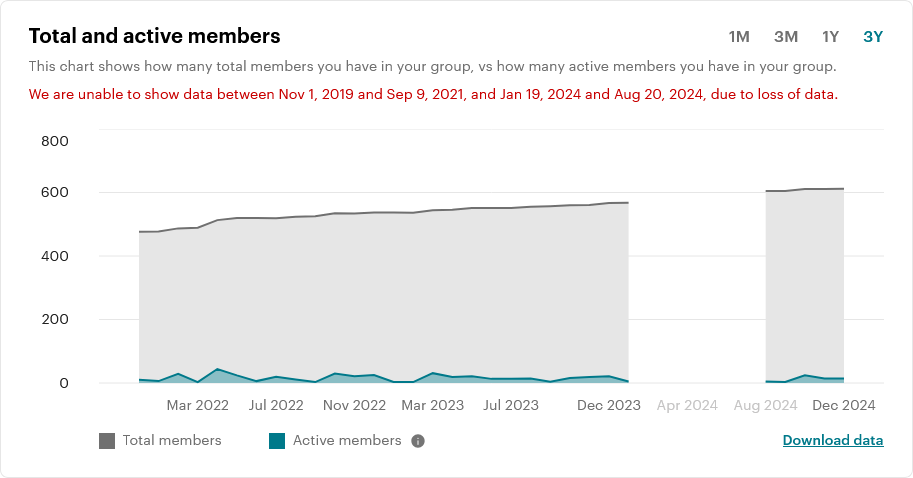 Total and active members
1M 3M 1Y 3Y
This chart shows how many total members you have in your group, vs how many active members you have in your group.
We are unable to show data between Nov 1, 2019 and Sep 9, 2021, and Jan 19, 2024 and Aug 20, 2024, due to loss of data.
800
600
400
200
0
Mar 2022 Jul 2022 Nov 2022 Mar 2023 Jul 2023 Dec 2023 Apr 2024 Aug 2024 Dec 2024
Total members Active members i Download data